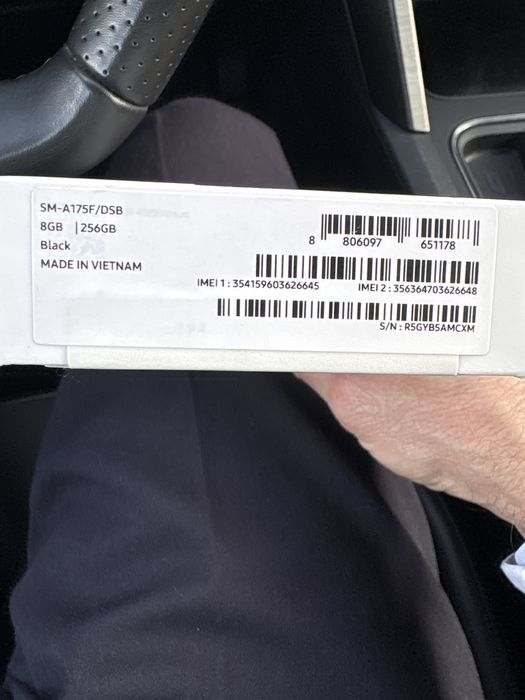 SM-A175F/DSB
8GB | 256GB
Black
MADE IN VIETNAM
8 806097 651178
IMEI 1 : 354159603626645 IMEI 2 : 356364703626648
S/N : R5GYB5AMCXM